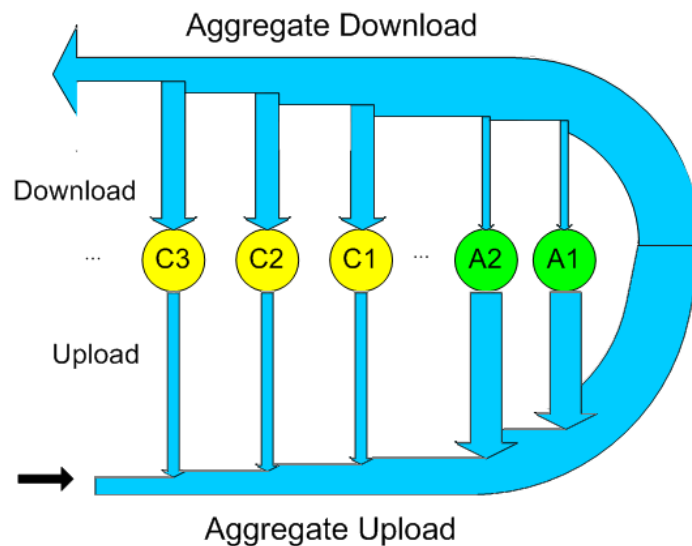 Aggregate Download
Download
... C3 C2 C1 ... A2 A1
Upload
Aggregate Upload